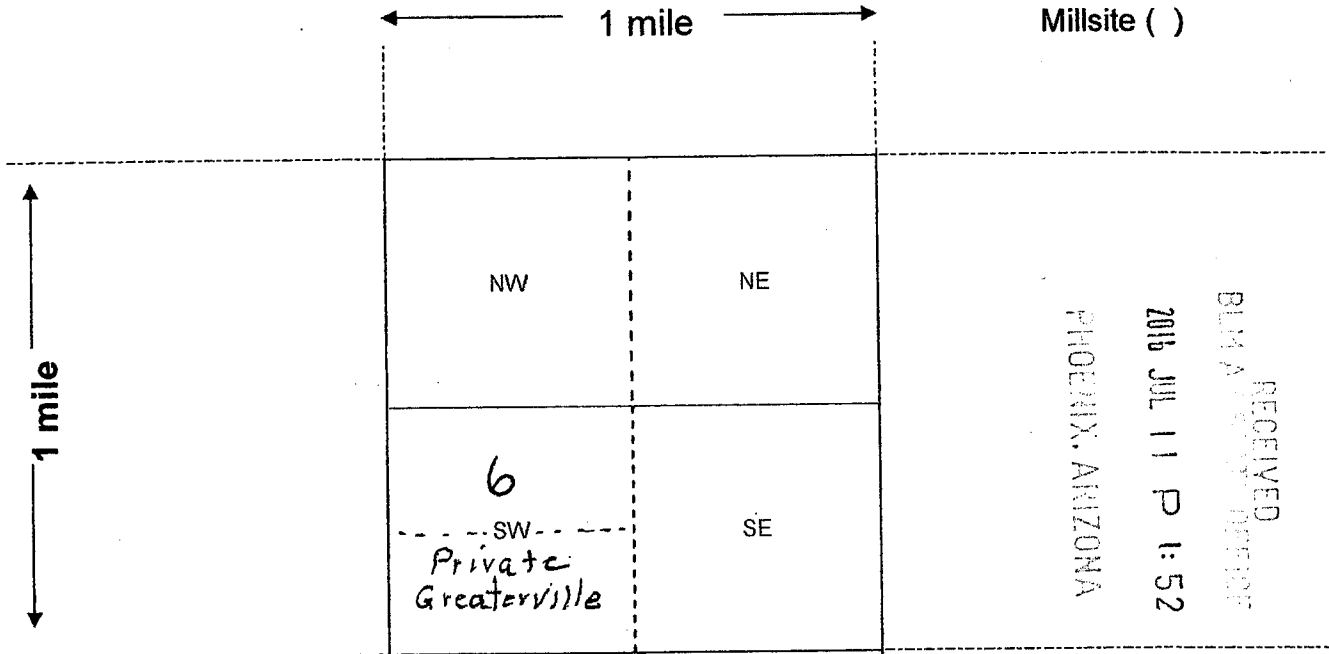 1 mile
Millsite ( )
1 mile
NW
NE
6
SW
SE
Private
Greaterville
RECEIVED
BLM A
2016 JUL 11 P 1:52
PHOENIX, ARIZONA